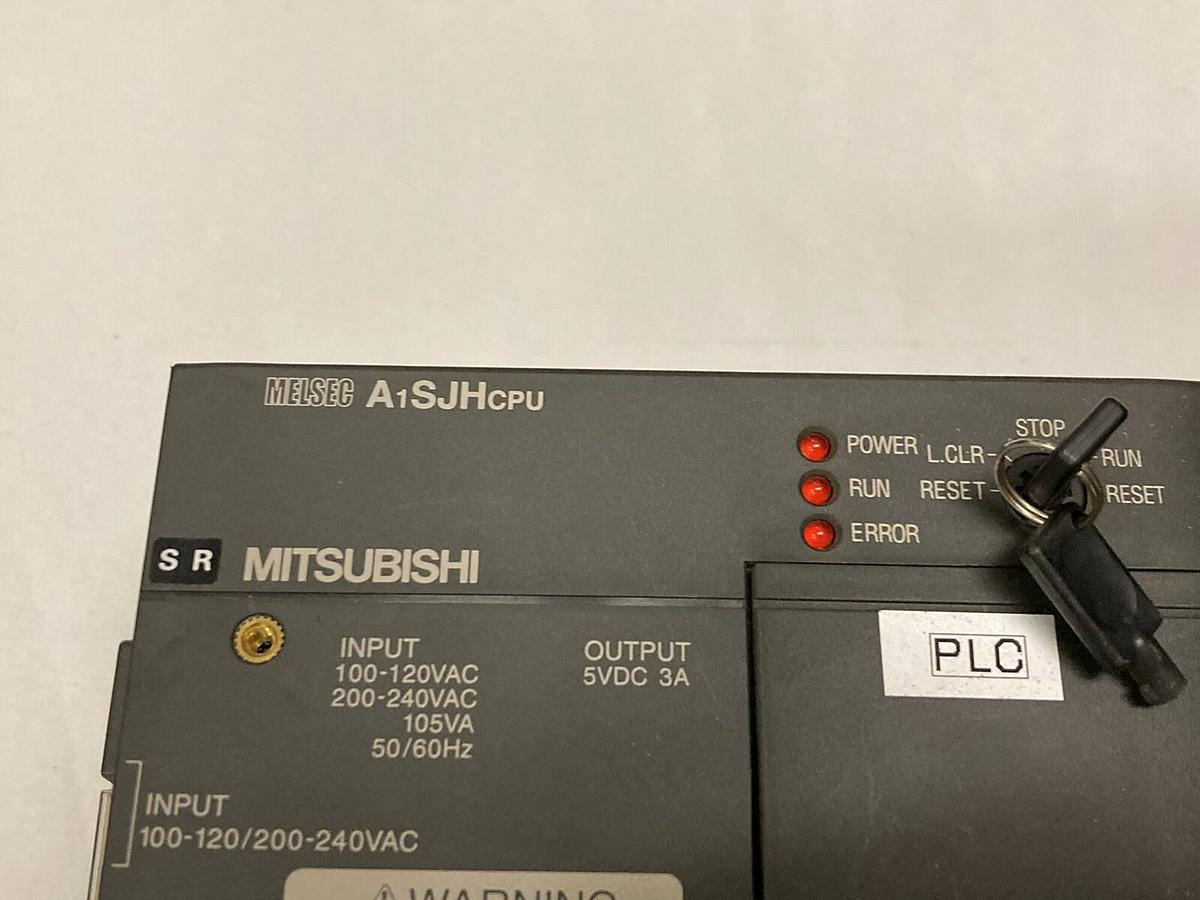 MELSEC A1SJHCPU
POWER
RUN
ERROR
STOP
L.CLR
RUN
RESET
RESET
S R
MITSUBISHI
INPUT
100-120VAC
200-240VAC
105VA
50/60Hz
OUTPUT
5VDC 3A
PLC
INPUT
100-120/200-240VAC
WARNING